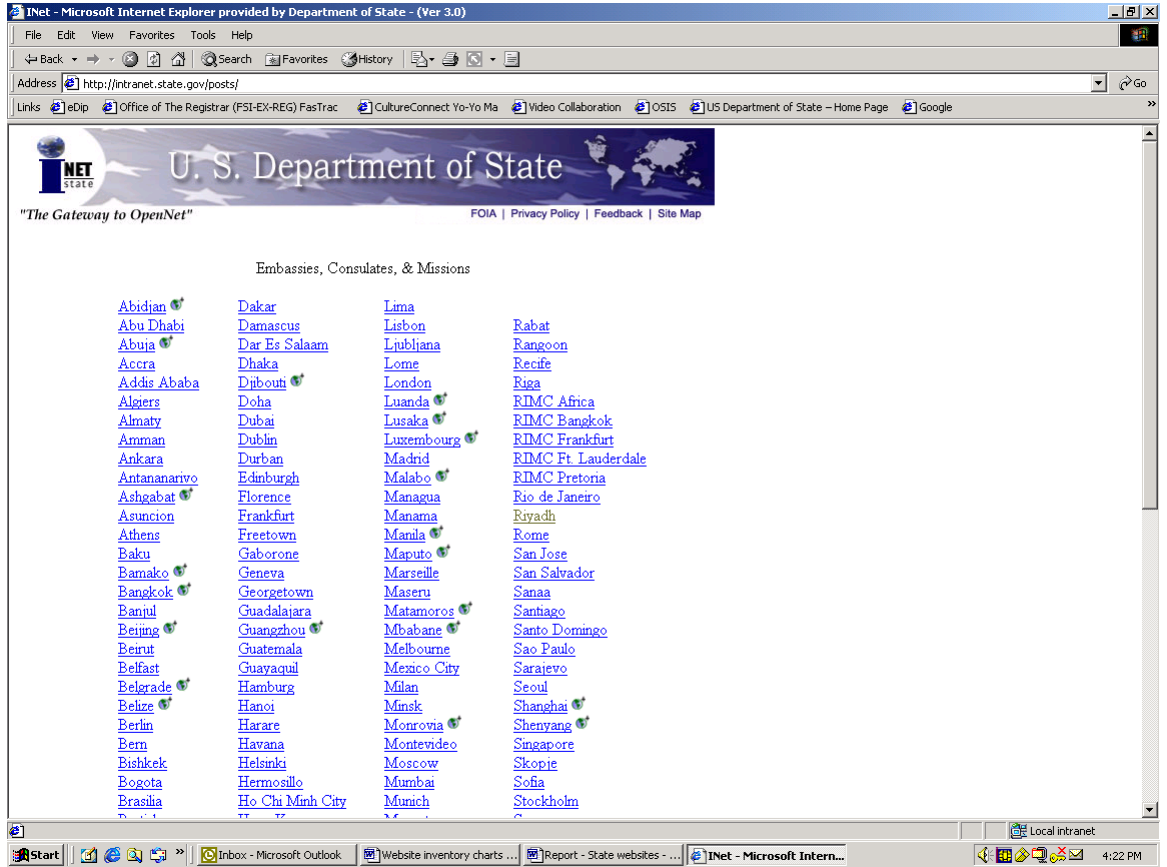 INet - Microsoft Internet Explorer provided by Department of State - (Ver 3.0)
File Edit View Favorites Tools Help
Back Search Favorites History
Address http://intranet.state.gov/posts/ Go
Links eDip Office of The Registrar (FSI-EX-REG) FasTrac CultureConnect Yo-Yo Ma Video Collaboration OSIS US Department of State – Home Page Google »
iNET state U. S. Department of State
"The Gateway to OpenNet" FOIA | Privacy Policy | Feedback | Site Map
Embassies, Consulates, & Missions
Abidjan Dakar Lima
Abu Dhabi Damascus Lisbon Rabat
Abuja Dar Es Salaam Ljubljana Rangoon
Accra Dhaka Lome Recife
Addis Ababa Djibouti London Riga
Algiers Doha Luanda RIMC Africa
Almaty Dubai Lusaka RIMC Bangkok
Amman Dublin Luxembourg RIMC Frankfurt
Ankara Durban Madrid RIMC Ft. Lauderdale
Antananarivo Edinburgh Malabo RIMC Pretoria
Ashgabat Florence Managua Rio de Janeiro
Asuncion Frankfurt Manama Riyadh
Athens Freetown Manila Rome
Baku Gaborone Maputo San Jose
Bamako Geneva Marseille San Salvador
Bangkok Georgetown Maseru Sanaa
Banjul Guadalajara Matamoros Santiago
Beijing Guangzhou Mbabane Santo Domingo
Beirut Guatemala Melbourne Sao Paulo
Belfast Guayaquil Mexico City Sarajevo
Belgrade Hamburg Milan Seoul
Belize Hanoi Minsk Shanghai
Berlin Harare Monrovia Shenyang
Bern Havana Montevideo Singapore
Bishkek Helsinki Moscow Skopje
Bogota Hermosillo Mumbai Sofia
Brasilia Ho Chi Minh City Munich Stockholm
Local intranet
Start » Inbox - Microsoft Outlook Website inventory charts ... Report - State websites - ... INet - Microsoft Intern... 4:22 PM